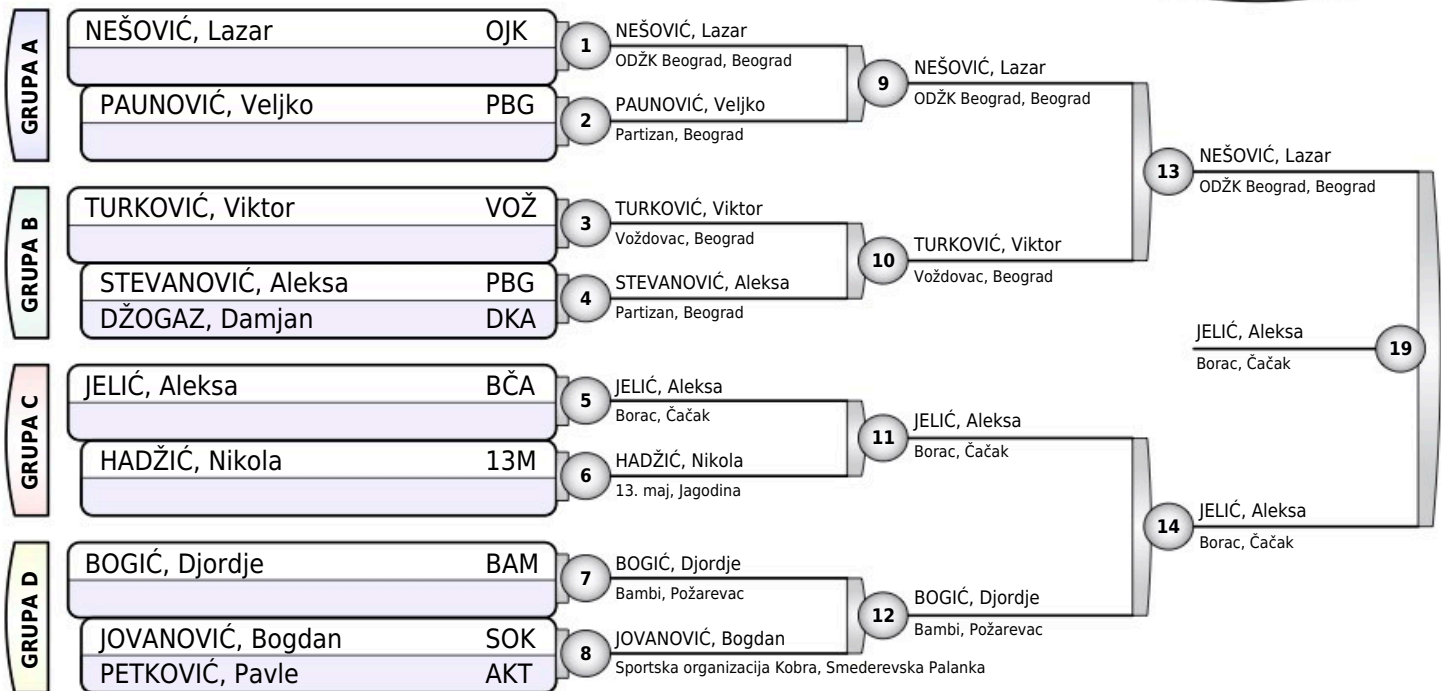 GRUPA A
NEŠOVIĆ, Lazar OJK
PAUNOVIĆ, Veljko PBG
1
NEŠOVIĆ, Lazar
ODŽK Beograd, Beograd
2
PAUNOVIĆ, Veljko
Partizan, Beograd
9
NEŠOVIĆ, Lazar
ODŽK Beograd, Beograd
GRUPA B
TURKOVIĆ, Viktor VOŽ
STEVANOVIĆ, Aleksa PBG
DŽOGAZ, Damjan DKA
3
TURKOVIĆ, Viktor
Voždovac, Beograd
4
STEVANOVIĆ, Aleksa
Partizan, Beograd
10
TURKOVIĆ, Viktor
Voždovac, Beograd
13
NEŠOVIĆ, Lazar
ODŽK Beograd, Beograd
GRUPA C
JELIĆ, Aleksa BČA
HADŽIĆ, Nikola 13M
5
JELIĆ, Aleksa
Borac, Čačak
6
HADŽIĆ, Nikola
13. maj, Jagodina
11
JELIĆ, Aleksa
Borac, Čačak
GRUPA D
BOGIĆ, Djordje BAM
JOVANOVIĆ, Bogdan SOK
PETKOVIĆ, Pavle AKT
7
BOGIĆ, Djordje
Bambi, Požarevac
8
JOVANOVIĆ, Bogdan
Sportska organizacija Kobra, Smederevska Palanka
12
BOGIĆ, Djordje
Bambi, Požarevac
14
JELIĆ, Aleksa
Borac, Čačak
JELIĆ, Aleksa
Borac, Čačak
19